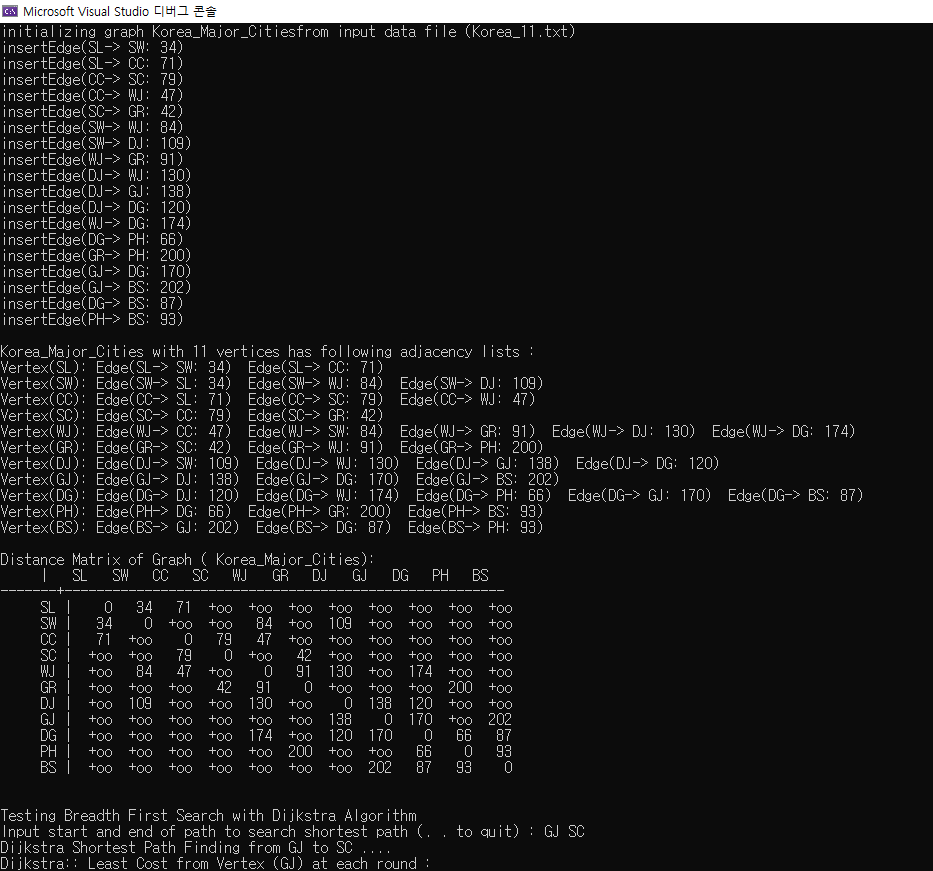 Microsoft Visual Studio 디버그 콘솔
initializing graph Korea_Major_Citiesfrom input data file (Korea_11.txt)
insertEdge(SL-> SW: 34)
insertEdge(SL-> CC: 71)
insertEdge(CC-> SC: 79)
insertEdge(CC-> WJ: 47)
insertEdge(SC-> GR: 42)
insertEdge(SW-> WJ: 84)
insertEdge(SW-> DJ: 109)
insertEdge(WJ-> GR: 91)
insertEdge(DJ-> WJ: 130)
insertEdge(DJ-> GJ: 138)
insertEdge(DJ-> DG: 120)
insertEdge(WJ-> DG: 174)
insertEdge(DG-> PH: 66)
insertEdge(GR-> PH: 200)
insertEdge(GJ-> DG: 170)
insertEdge(GJ-> BS: 202)
insertEdge(DG-> BS: 87)
insertEdge(PH-> BS: 93)
Korea_Major_Cities with 11 vertices has following adjacency lists :
Vertex(SL): Edge(SL-> SW: 34)  Edge(SL-> CC: 71)
Vertex(SW): Edge(SW-> SL: 34)  Edge(SW-> WJ: 84)  Edge(SW-> DJ: 109)
Vertex(CC): Edge(CC-> SL: 71)  Edge(CC-> SC: 79)  Edge(CC-> WJ: 47)
Vertex(SC): Edge(SC-> CC: 79)  Edge(SC-> GR: 42)
Vertex(WJ): Edge(WJ-> CC: 47)  Edge(WJ-> SW: 84)  Edge(WJ-> GR: 91)  Edge(WJ-> DJ: 130)  Edge(WJ-> DG: 174)
Vertex(GR): Edge(GR-> SC: 42)  Edge(GR-> WJ: 91)  Edge(GR-> PH: 200)
Vertex(DJ): Edge(DJ-> SW: 109)  Edge(DJ-> WJ: 130)  Edge(DJ-> GJ: 138)  Edge(DJ-> DG: 120)
Vertex(GJ): Edge(GJ-> DJ: 138)  Edge(GJ-> DG: 170)  Edge(GJ-> BS: 202)
Vertex(DG): Edge(DG-> DJ: 120)  Edge(DG-> WJ: 174)  Edge(DG-> PH: 66)  Edge(DG-> GJ: 170)  Edge(DG-> BS: 87)
Vertex(PH): Edge(PH-> DG: 66)  Edge(PH-> GR: 200)  Edge(PH-> BS: 93)
Vertex(BS): Edge(BS-> GJ: 202)  Edge(BS-> DG: 87)  Edge(BS-> PH: 93)
Distance Matrix of Graph ( Korea_Major_Cities):
     |   SL   SW   CC   SC   WJ   GR   DJ   GJ   DG   PH   BS
-------+-------------------------------------------------------
     SL |    0   34   71  +oo  +oo  +oo  +oo  +oo  +oo  +oo  +oo
     SW |   34    0  +oo  +oo   84  +oo  109  +oo  +oo  +oo  +oo
     CC |   71  +oo    0   79   47  +oo  +oo  +oo  +oo  +oo  +oo
     SC |  +oo  +oo   79    0  +oo   42  +oo  +oo  +oo  +oo  +oo
     WJ |  +oo   84   47  +oo    0   91  130  +oo  174  +oo  +oo
     GR |  +oo  +oo  +oo   42   91    0  +oo  +oo  +oo  200  +oo
     DJ |  +oo  109  +oo  +oo  130  +oo    0  138  120  +oo  +oo
     GJ |  +oo  +oo  +oo  +oo  +oo  +oo  138    0  170  +oo  202
     DG |  +oo  +oo  +oo  +oo  174  +oo  120  170    0   66   87
     PH |  +oo  +oo  +oo  +oo  +oo  200  +oo  +oo   66    0   93
     BS |  +oo  +oo  +oo  +oo  +oo  +oo  +oo  202   87   93    0
Testing Breadth First Search with Dijkstra Algorithm
Input start and end of path to search shortest path (. . to quit) : GJ SC
Dijkstra Shortest Path Finding from GJ to SC ....
Dijkstra:: Least Cost from Vertex (GJ) at each round :